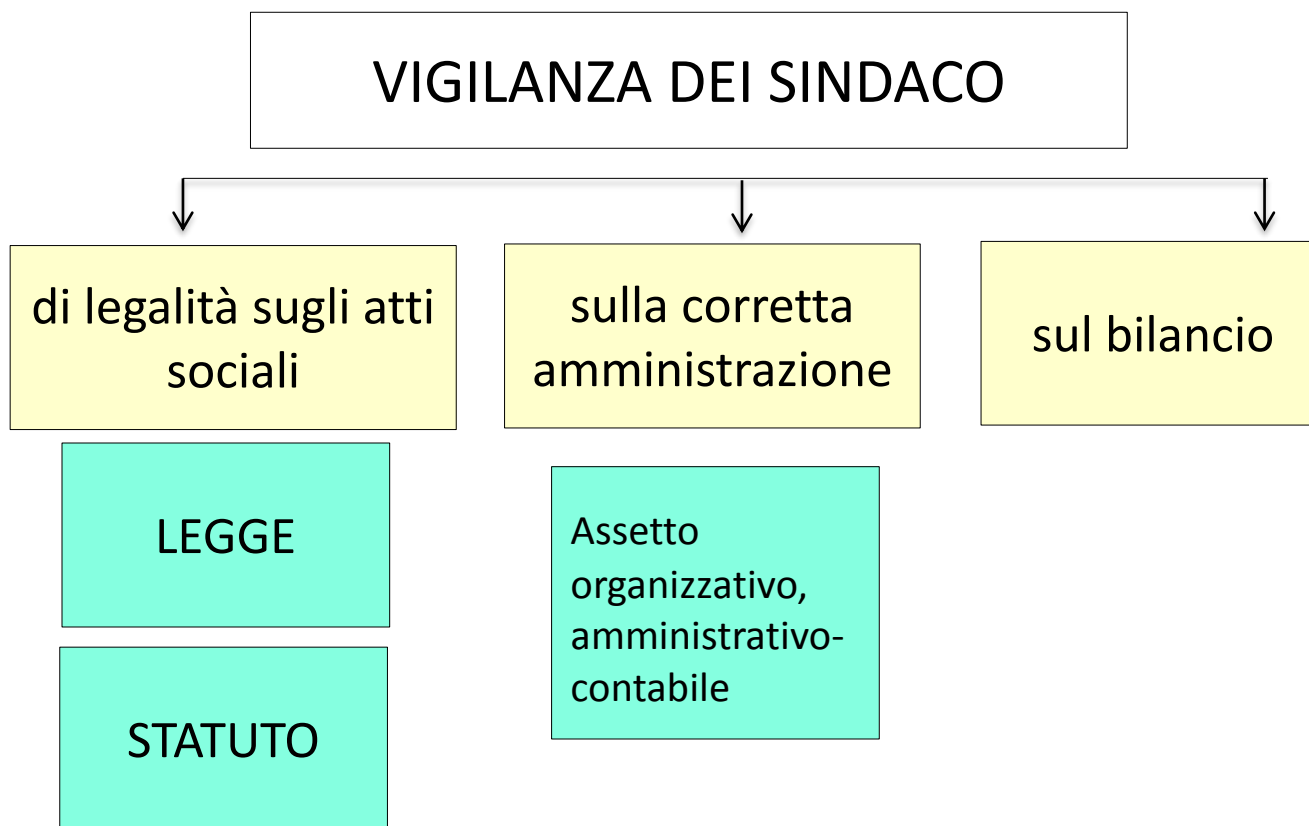 VIGILANZA DEI SINDACO
di legalità sugli atti
sociali
sulla corretta
amministrazione
sul bilancio
LEGGE
STATUTO
Assetto
organizzativo,
amministrativo-
contabile